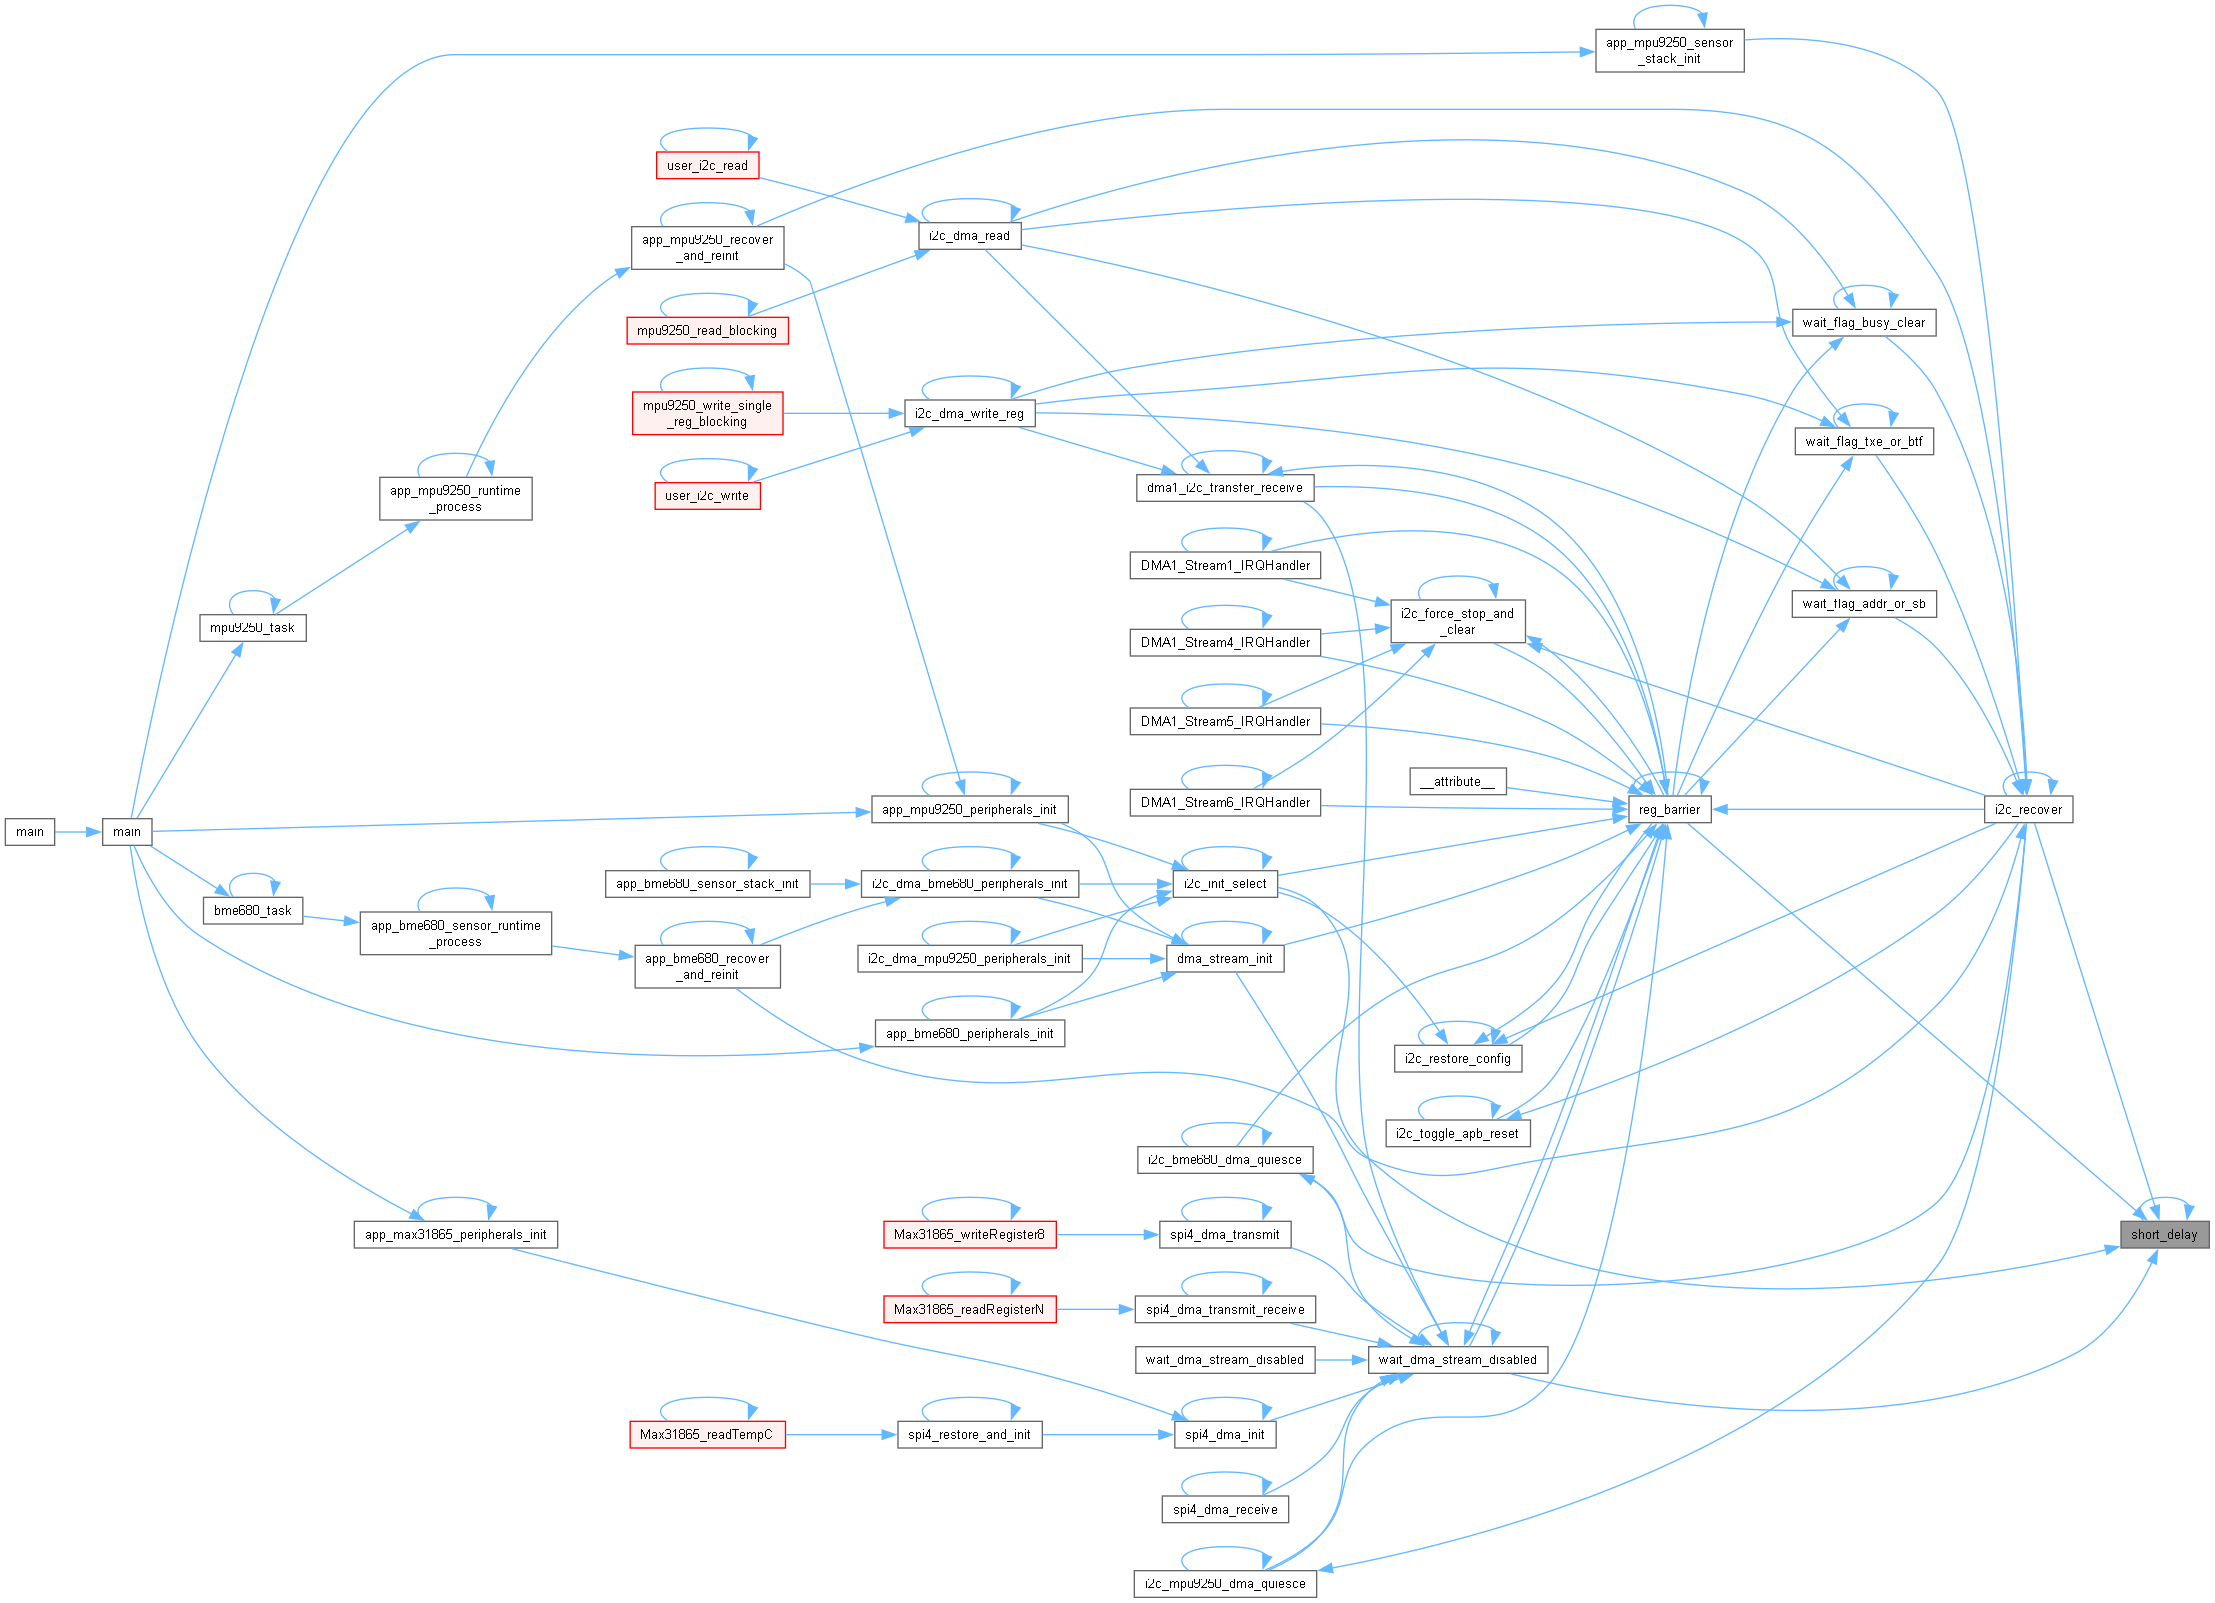 app_mpu9250_sensor
_stack_init
user_i2c_read
app_mpu9250_recover
_and_reinit
i2c_dma_read
mpu9250_read_blocking
wait_flag_busy_clear
mpu9250_write_single
_reg_blocking
i2c_dma_write_reg
wait_flag_txe_or_btf
user_i2c_write
dma1_i2c_transfer_receive
app_mpu9250_runtime
_process
DMA1_Stream1_IRQHandler
i2c_force_stop_and
_clear
wait_flag_addr_or_sb
mpu9250_task
DMA1_Stream4_IRQHandler
DMA1_Stream5_IRQHandler
__attribute__
DMA1_Stream6_IRQHandler
app_mpu9250_peripherals_init
reg_barrier
i2c_recover
main
main
app_bme680_sensor_stack_init
i2c_dma_bme680_peripherals_init
i2c_init_select
bme680_task
app_bme680_sensor_runtime
_process
app_bme680_recover
_and_reinit
i2c_dma_mpu9250_peripherals_init
dma_stream_init
app_bme680_peripherals_init
i2c_restore_config
i2c_toggle_apb_reset
i2c_bme680_dma_quiesce
app_max31865_peripherals_init
Max31865_writeRegister8
spi4_dma_transmit
short_delay
Max31865_readRegisterN
spi4_dma_transmit_receive
wait_dma_stream_disabled
wait_dma_stream_disabled
Max31865_readTempC
spi4_restore_and_init
spi4_dma_init
spi4_dma_receive
i2c_mpu9250_dma_quiesce